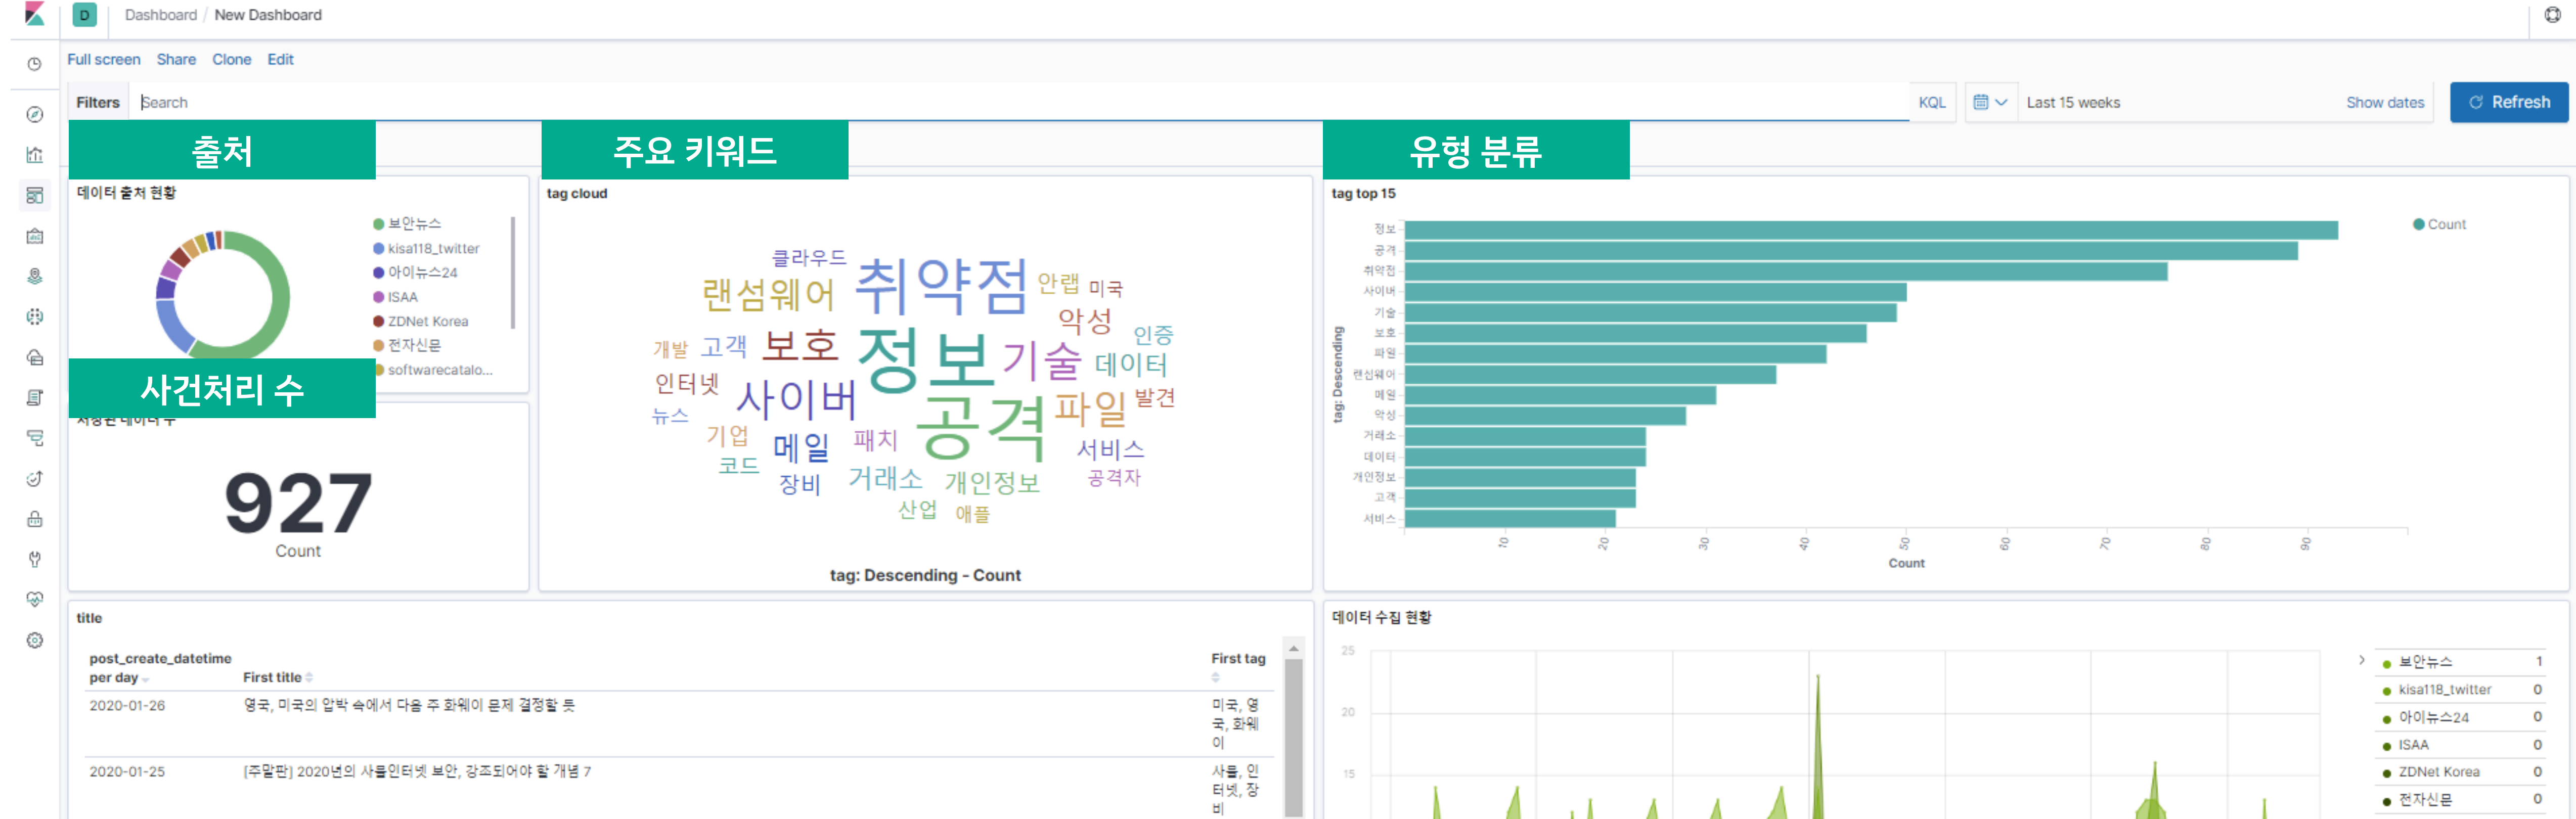 D Dashboard / New Dashboard
Full screen Share Clone Edit
Filters Search KQL Last 15 weeks Show dates Refresh
출처
주요 키워드
유형 분류
데이터 출처 현황
보안뉴스
kisa118_twitter
아이뉴스24
ISAA
ZDNet Korea
전자신문
softwarecatalo...
사건처리 수
저장된 데이터 수
927
Count
tag cloud
클라우드
랜섬웨어 취약점 안랩 미국
악성 인증
개발 고객 보호 정보 기술 데이터
인터넷 사이버 공격 파일 발견
뉴스 기업 메일 패치 서비스
코드 장비 거래소 개인정보 공격자
산업 애플
tag: Descending - Count
tag top 15
tag: Descending
정보
공격
취약점
사이버
기술
보호
파일
랜섬웨어
메일
악성
거래소
데이터
개인정보
고객
서비스
10 20 30 40 50 60 70 80 90
Count
Count
title
post_create_datetime
per day First title First tag
2020-01-26 영국, 미국의 압박 속에서 다음 주 화웨이 문제 결정할 듯 미국, 영
국, 화웨
이
2020-01-25 [주말판] 2020년의 사물인터넷 보안, 강조되어야 할 개념 7 사물, 인
터넷, 장
비
데이터 수집 현황
25
20
15
보안뉴스 1
kisa118_twitter 0
아이뉴스24 0
ISAA 0
ZDNet Korea 0
전자신문 0